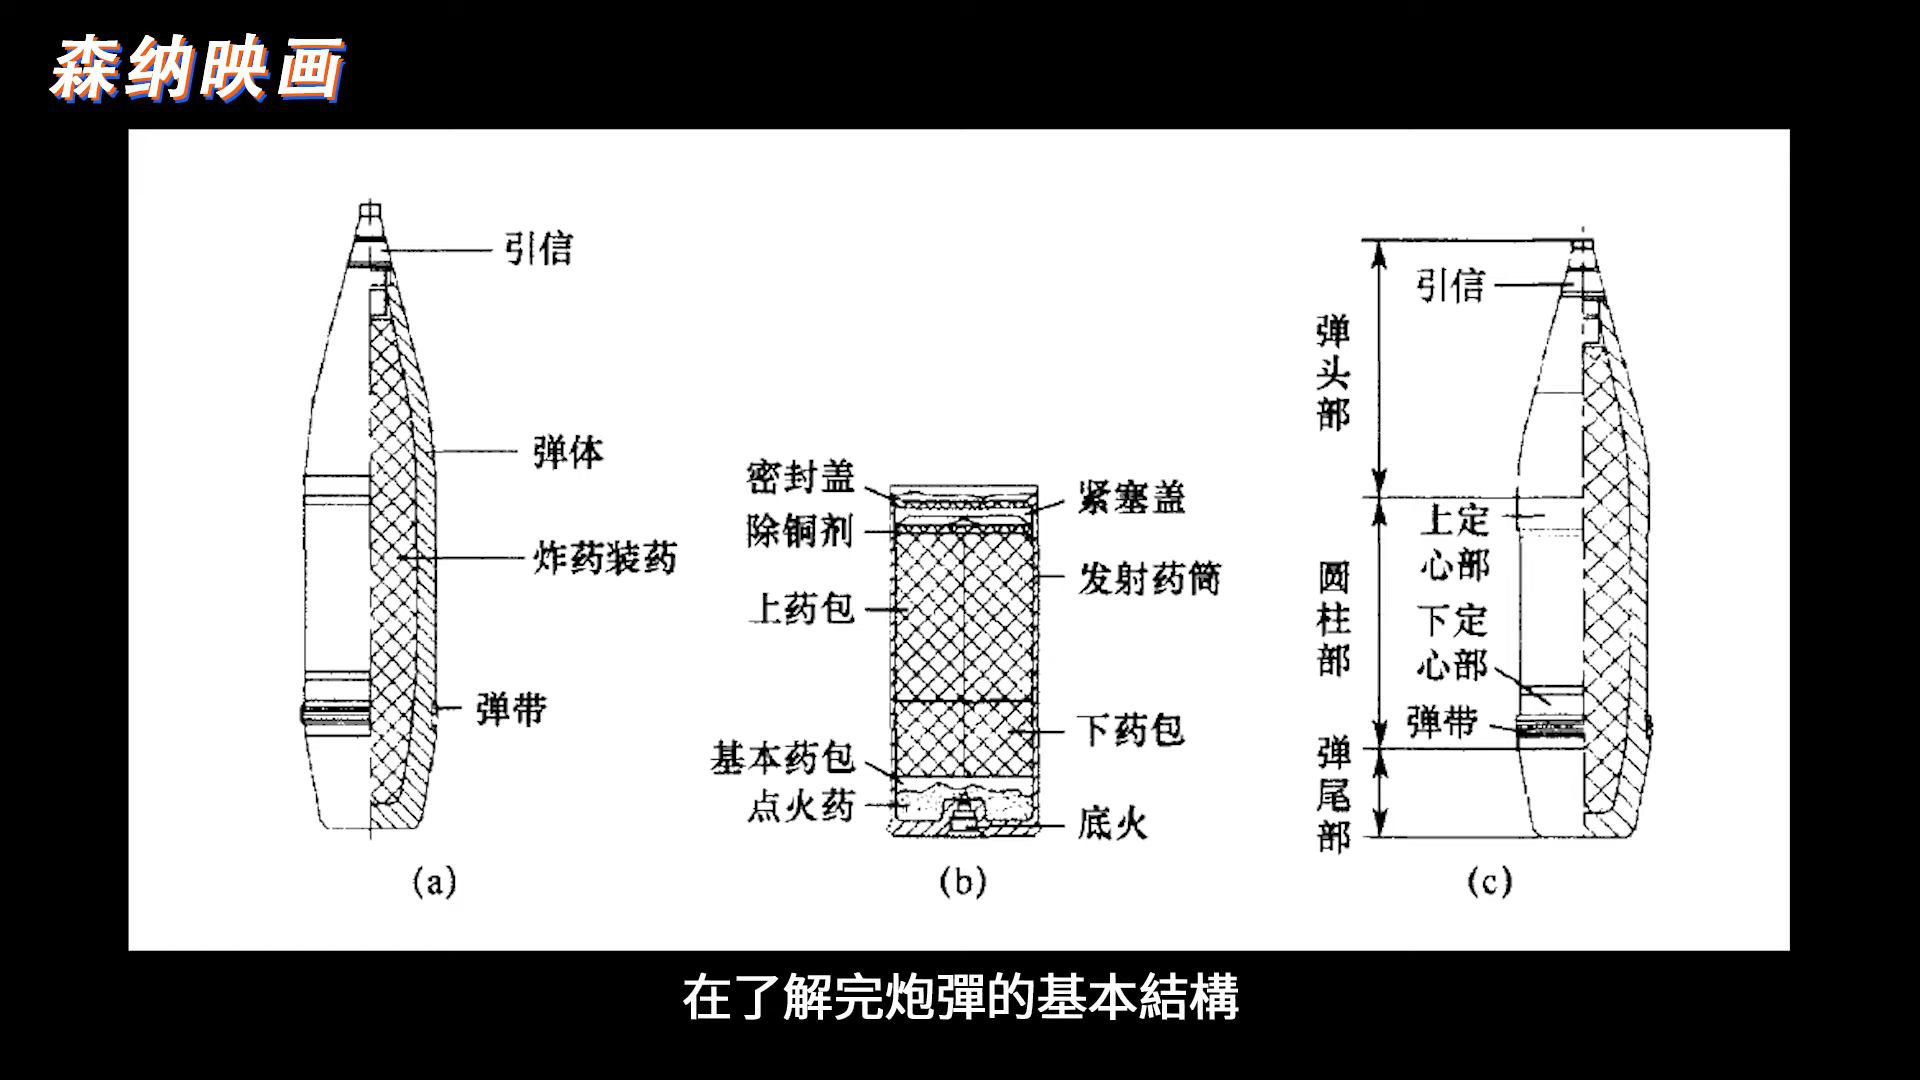 森纳映画
引信
弹体
炸药装药
弹带
(a)
密封盖
除铜剂
上药包
基本药包
点火药
紧塞盖
发射药筒
下药包
底火
(b)
弹头部
圆柱部
弹尾部
引信
上定
心部
下定
心部
弹带
(c)
在了解完炮彈的基本結構